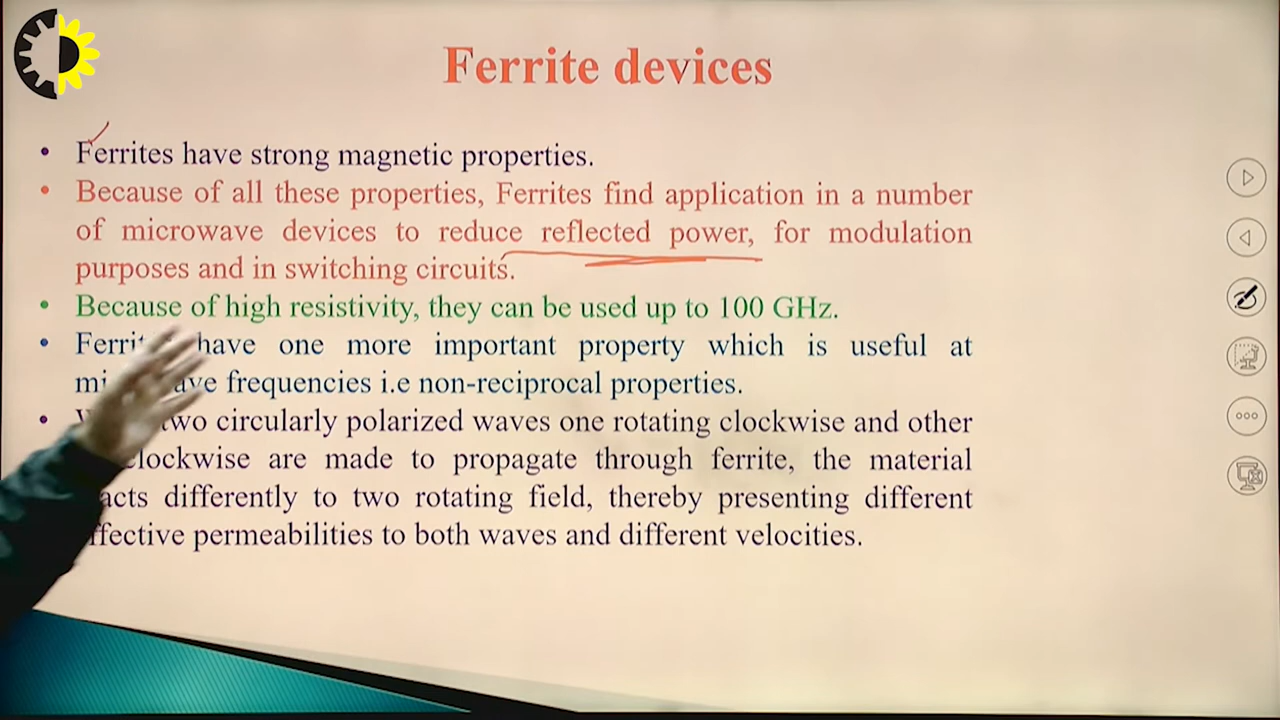 Ferrite devices
• Ferrites have strong magnetic properties.
• Because of all these properties, Ferrites find application in a number
of microwave devices to reduce reflected power, for modulation
purposes and in switching circuits.
• Because of high resistivity, they can be used up to 100 GHz.
• have one more important property which is useful at
frequencies i.e non-reciprocal properties.
• two circularly polarized waves one rotating clockwise and other
are made to propagate through ferrite, the material
differently to two rotating field, thereby presenting different
permeabilities to both waves and different velocities.